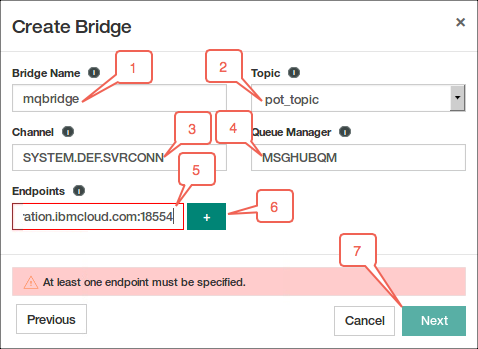 Create Bridge ×
1
Bridge Name i 2 Topic i
mqbridge pot_topic
Channel i 3 4 Queue Manager i
SYSTEM.DEF.SVRCONN MSGHUBQM
Endpoints i 5
ration.ibmcloud.com:18554 + 6
7
At least one endpoint must be specified.
Previous Cancel Next